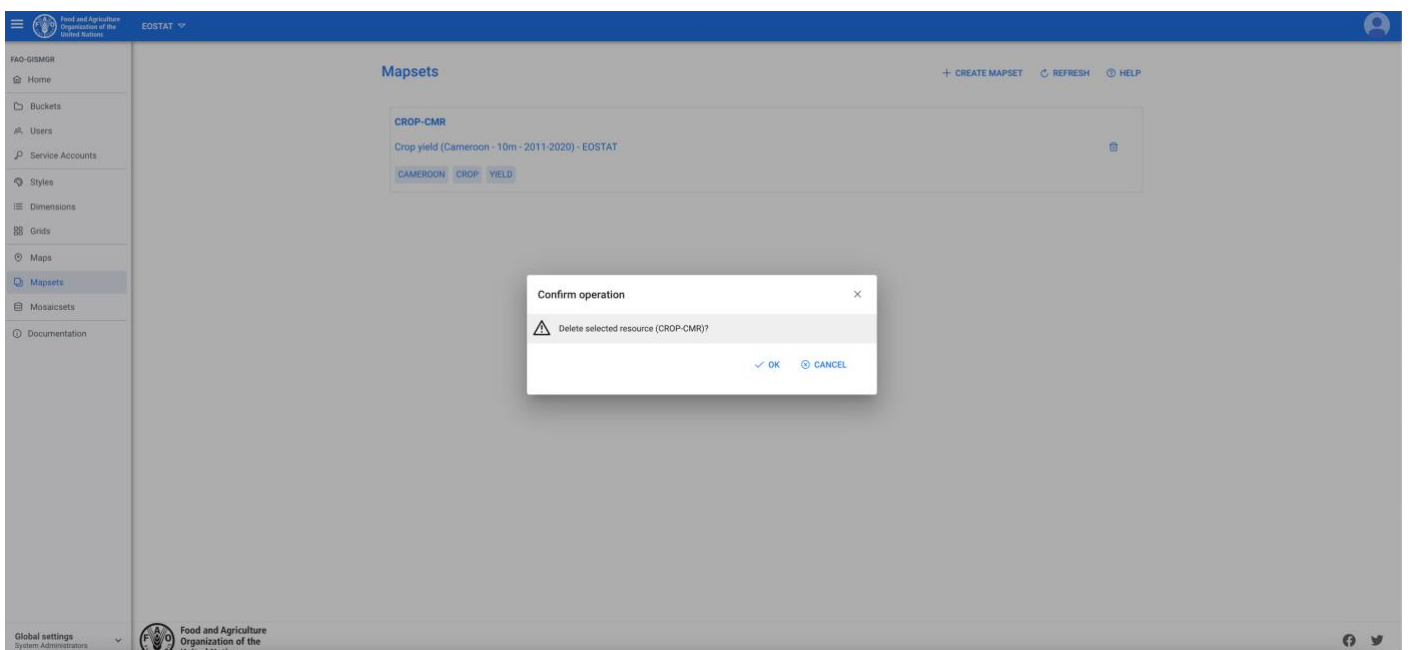 Food and Agriculture
Organization of the
United Nations
EOSTAT
FAO-GISMGR
Home
Buckets
Users
Service Accounts
Styles
Dimensions
Grids
Maps
Mapsets
Mosaicsets
Documentation
Global settings
System Administrators
Mapsets
CREATE MAPSET
REFRESH
HELP
CROP-CMR
Crop yield (Cameroon - 10m - 2011-2020) - EOSTAT
CAMEROON CROP YIELD
Confirm operation
Delete selected resource (CROP-CMR)?
OK
CANCEL
FAO
Food and Agriculture
Organization of the